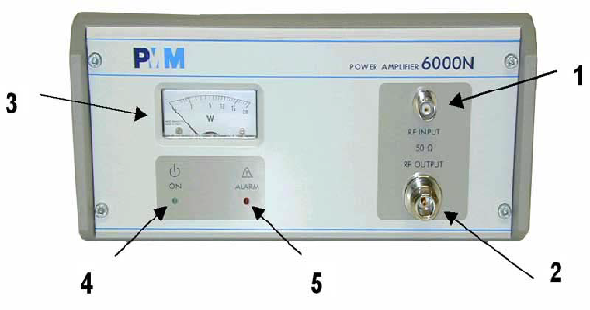 PMM
POWER AMPLIFIER 6000N
1
3
W
RF INPUT
50 Ω
RF OUTPUT
ON
ALARM
4
5
2